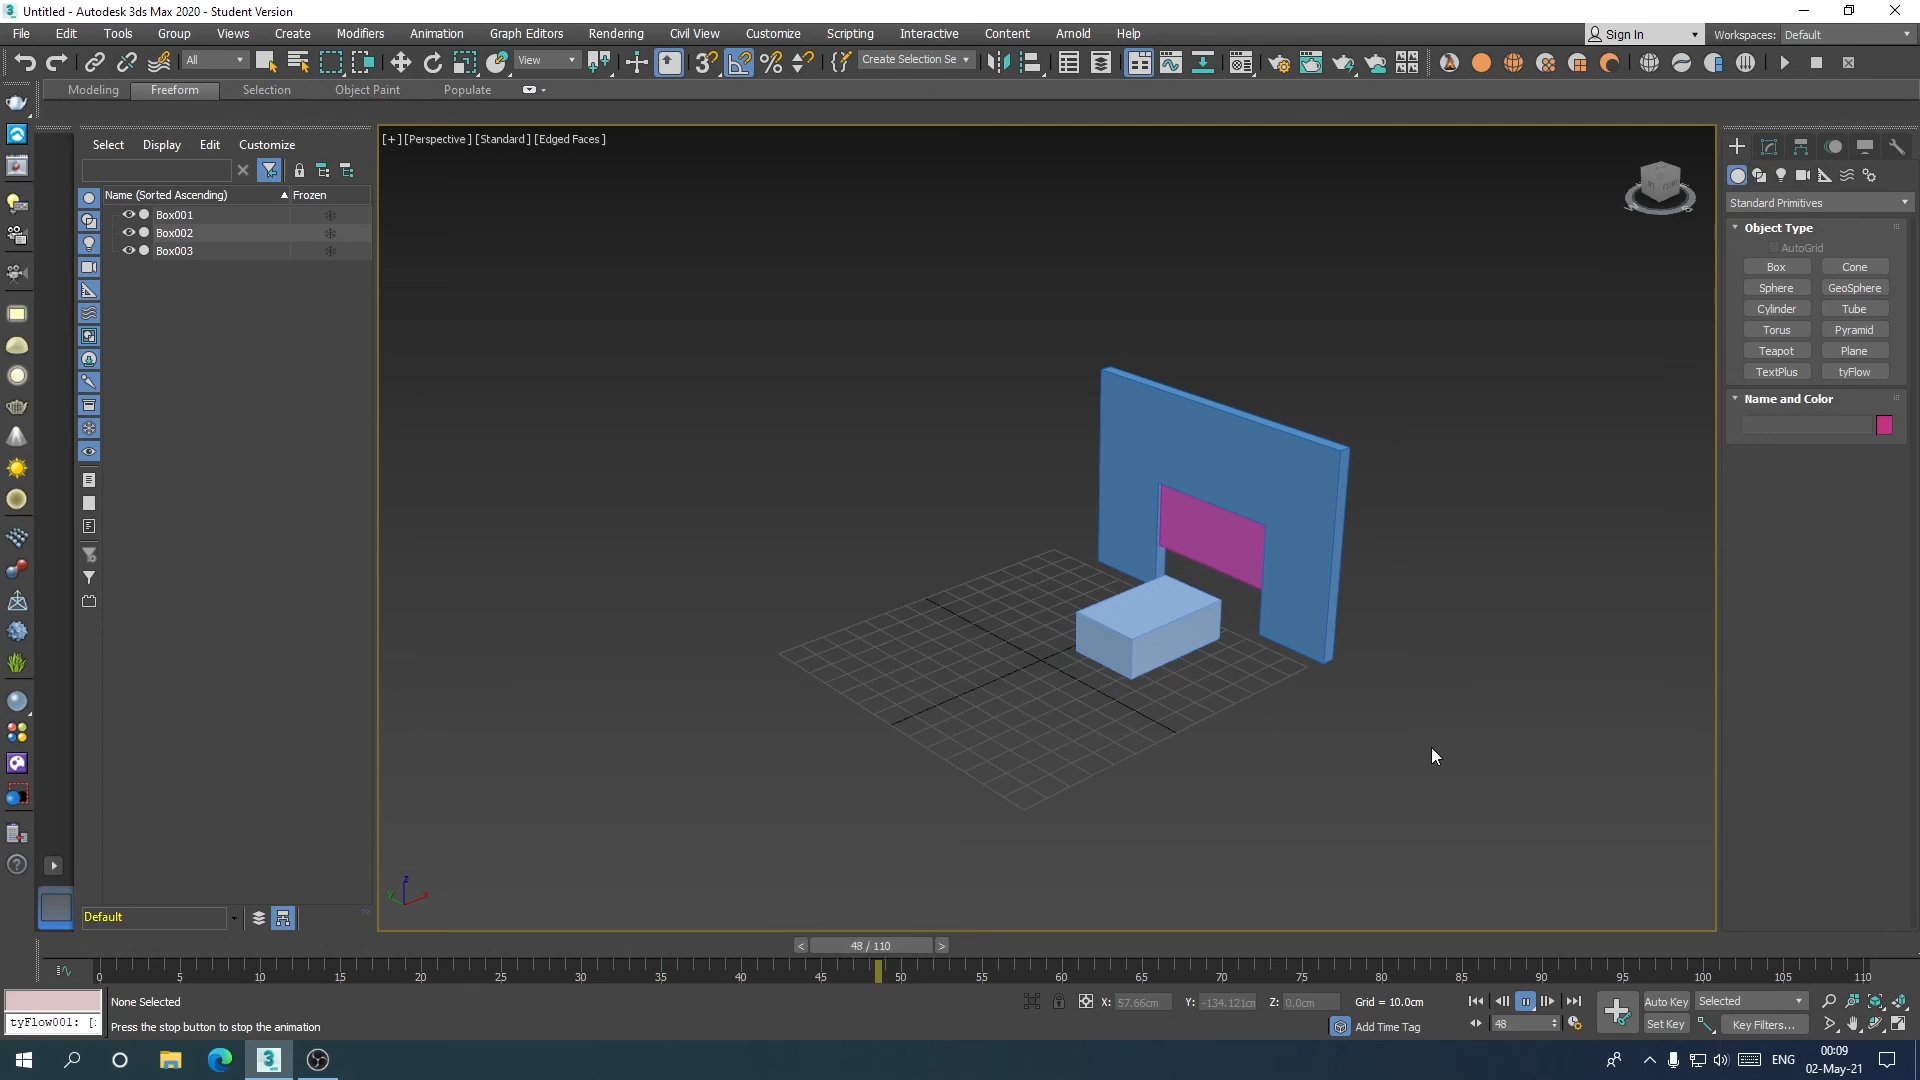 Untitled - Autodesk 3ds Max 2020 - Student Version
File Edit Tools Group Views Create Modifiers Animation Graph Editors Rendering Civil View Customize Scripting Interactive Content Arnold Help
Sign In
Workspaces: Default
All
View
Create Selection Se
Modeling Freeform Selection Object Paint Populate
Select Display Edit Customize
Name (Sorted Ascending) Frozen
Box001
Box002
Box003
[+] [Perspective ] [Standard ] [Edged Faces ]
Standard Primitives
Object Type
AutoGrid
Box Cone
Sphere GeoSphere
Cylinder Tube
Torus Pyramid
Teapot Plane
TextPlus tyFlow
Name and Color
z
y x
Default
< 48 / 110 >
0 5 10 15 20 25 30 35 40 45 50 55 60 65 70 75 80 85 90 95 100 105 110
None Selected
X: 57.66cm Y: -134.121cm Z: 0.0cm Grid = 10.0cm
Auto Key Selected
tyFlow001: [:
Press the stop button to stop the animation
Add Time Tag
48
Set Key Key Filters...
ENG
00:09
02-May-21